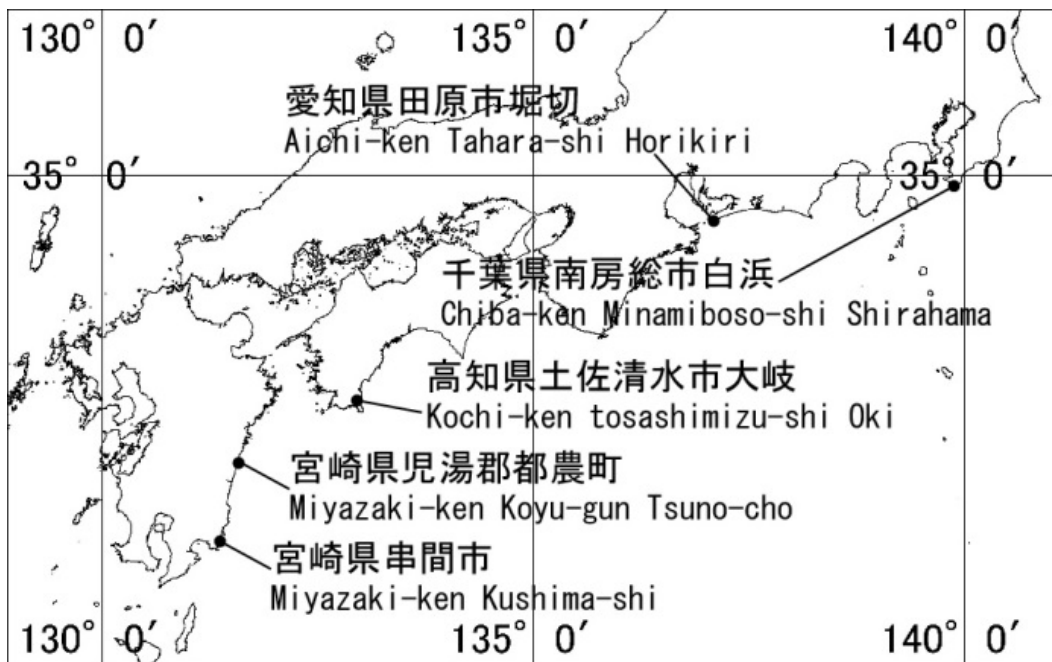 130° 0′
135° 0′
140° 0′
愛知県田原市堀切
Aichi-ken Tahara-shi Horikiri
35° 0′
35° 0′
千葉県南房総市白浜
Chiba-ken Minamiboso-shi Shirahama
高知県土佐清水市大岐
Kochi-ken tosashimizu-shi Oki
宮崎県児湯郡都農町
Miyazaki-ken Koyu-gun Tsuno-cho
宮崎県串間市
Miyazaki-ken Kushima-shi
130° 0′
135° 0′
140° 0′